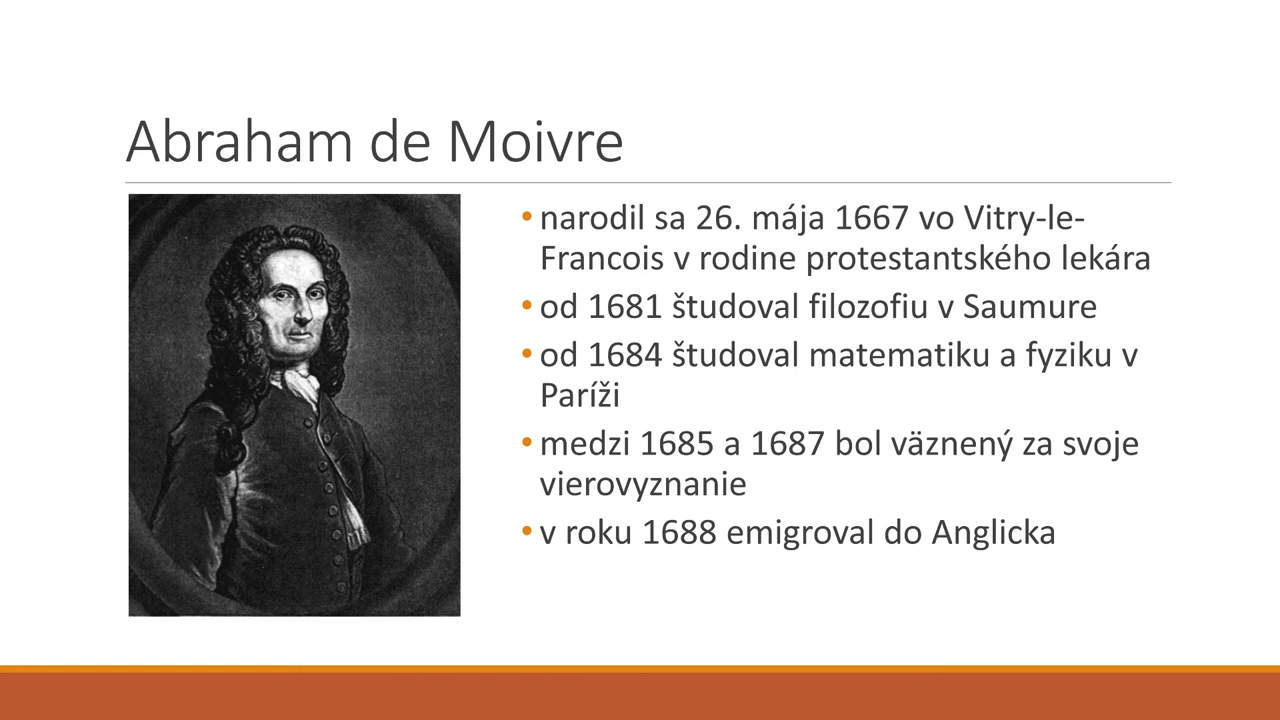 Abraham de Moivre
• narodil sa 26. mája 1667 vo Vitry-le-
Francois v rodine protestantského lekára
• od 1681 študoval filozofiu v Saumure
• od 1684 študoval matematiku a fyziku v
Paríži
• medzi 1685 a 1687 bol väznený za svoje
vierovyznanie
• v roku 1688 emigroval do Anglicka